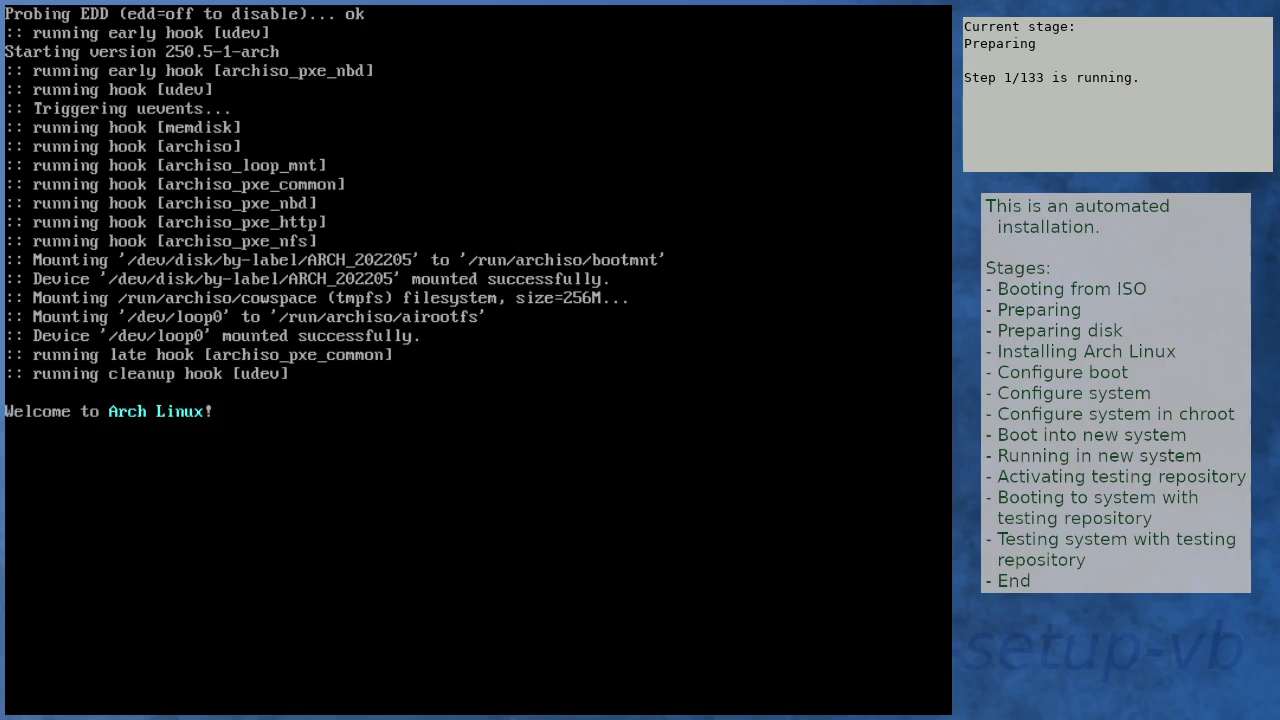 Probing EDD (edd=off to disable)... ok
:: running early hook [udev]
Starting version 250.5-1-arch
:: running early hook [archiso_pxe_nbd]
:: running hook [udev]
:: Triggering uevents...
:: running hook [memdisk]
:: running hook [archiso]
:: running hook [archiso_loop_mnt]
:: running hook [archiso_pxe_common]
:: running hook [archiso_pxe_nbd]
:: running hook [archiso_pxe_http]
:: running hook [archiso_pxe_nfs]
:: Mounting '/dev/disk/by-label/ARCH_202205' to '/run/archiso/bootmnt'
:: Device '/dev/disk/by-label/ARCH_202205' mounted successfully.
:: Mounting /run/archiso/cowspace (tmpfs) filesystem, size=256M...
:: Mounting '/dev/loop0' to '/run/archiso/airootfs'
:: Device '/dev/loop0' mounted successfully.
:: running late hook [archiso_pxe_common]
:: running cleanup hook [udev]
Welcome to Arch Linux!
Current stage:
Preparing
Step 1/133 is running.
This is an automated
installation.
Stages:
- Booting from ISO
- Preparing
- Preparing disk
- Installing Arch Linux
- Configure boot
- Configure system
- Configure system in chroot
- Boot into new system
- Running in new system
- Activating testing repository
- Booting to system with
testing repository
- Testing system with testing
repository
- End
setup-vb